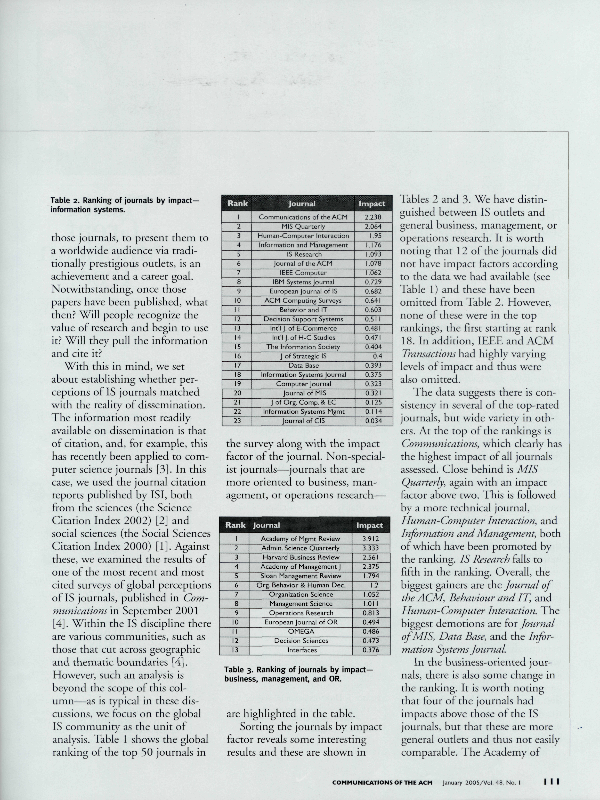 Table 2. Ranking of journals by impact—
information systems.
those journals, to present them to
a worldwide audience via tradi-
tionally prestigious outlets, is an
achievement and a career goal.
Notwithstanding, once those
papers have been published, what
then? Will people recognize the
value of research and begin to use
it? Will they pull the information
and cite it?
With this in mind, we set
about establishing whether per-
ceptions of IS journals matched
with the reality of dissemination.
The information most readily
available on dissemination is that
of citation, and, for example, this
has recently been applied to com-
puter science journals [3]. In this
case, we used the journal citation
reports published by ISI, both
from the sciences (the Science
Citation Index 2002) [2] and
social sciences (the Social Sciences
Citation Index 2000) [1]. Against
these, we examined the results of
one of the most recent and most
cited surveys of global perceptions
of IS journals, published in Com-
munications in September 2001
[4]. Within the IS discipline there
are various communities, such as
those that cut across geographic
and thematic boundaries [4].
However, such an analysis is
beyond the scope of this col-
umn—as is typical in these dis-
cussions, we focus on the global
IS community as the unit of
analysis. Table 1 shows the global
ranking of the top 50 journals in
Rank Journal Impact
1 Communications of the ACM 2.238
2 MIS Quarterly 2.064
3 Human-Computer Interaction 1.95
4 Information and Management 1.176
5 IS Research 1.093
6 Journal of the ACM 1.078
7 IEEE Computer 1.062
8 IBM Systems Journal 0.729
9 European Journal of IS 0.682
10 ACM Computing Surveys 0.641
11 Behavior and IT 0.603
12 Decision Support Systems 0.511
13 Int'l J. of E-Commerce 0.481
14 Int'l J. of H-C Studies 0.471
15 The Information Society 0.404
16 J of Strategic IS 0.4
17 Data Base 0.393
18 Information Systems Journal 0.375
19 Computer Journal 0.323
20 Journal of MIS 0.321
21 J of Org. Comp. & EC 0.125
22 Information Systems Mgmt 0.114
23 Journal of CIS 0.034
the survey along with the impact
factor of the journal. Non-special-
ist journals—journals that are
more oriented to business, man-
agement, or operations research—
Rank Journal Impact
1 Academy of Mgmt Review 3.912
2 Admin. Science Quarterly 3.333
3 Harvard Business Review 2.561
4 Academy of Management J 2.375
5 Sloan Management Review 1.794
6 Org. Behavior & Human Dec. 1.2
7 Organization Science 1.052
8 Management Science 1.011
9 Operations Research 0.813
10 European Journal of OR 0.494
11 OMEGA 0.486
12 Decision Sciences 0.473
13 Interfaces 0.376
Table 3. Ranking of journals by impact—
business, management, and OR.
are highlighted in the table.
Sorting the journals by impact
factor reveals some interesting
results and these are shown in
Tables 2 and 3. We have distin-
guished between IS outlets and
general business, management, or
operations research. It is worth
noting that 12 of the journals did
not have impact factors according
to the data we had available (see
Table 1) and these have been
omitted from Table 2. However,
none of these were in the top
rankings, the first starting at rank
18. In addition, IEEE and ACM
Transactions had highly varying
levels of impact and thus were
also omitted.
The data suggests there is con-
sistency in several of the top-rated
journals, but wide variety in oth-
ers. At the top of the rankings is
Communications, which clearly has
the highest impact of all journals
assessed. Close behind is MIS
Quarterly, again with an impact
factor above two. This is followed
by a more technical journal,
Human-Computer Interaction, and
Information and Management, both
of which have been promoted by
the ranking. IS Research falls to
fifth in the ranking. Overall, the
biggest gainers are the Journal of
the ACM, Behaviour and IT, and
Human-Computer Interaction. The
biggest demotions are for Journal
of MIS, Data Base, and the Infor-
mation Systems Journal.
In the business-oriented jour-
nals, there is also some change in
the ranking. It is worth noting
that four of the journals had
impacts above those of the IS
journals, but that these are more
general outlets and thus not easily
comparable. The Academy of
COMMUNICATIONS OF THE ACM January 2005/Vol. 48, No. 1 111